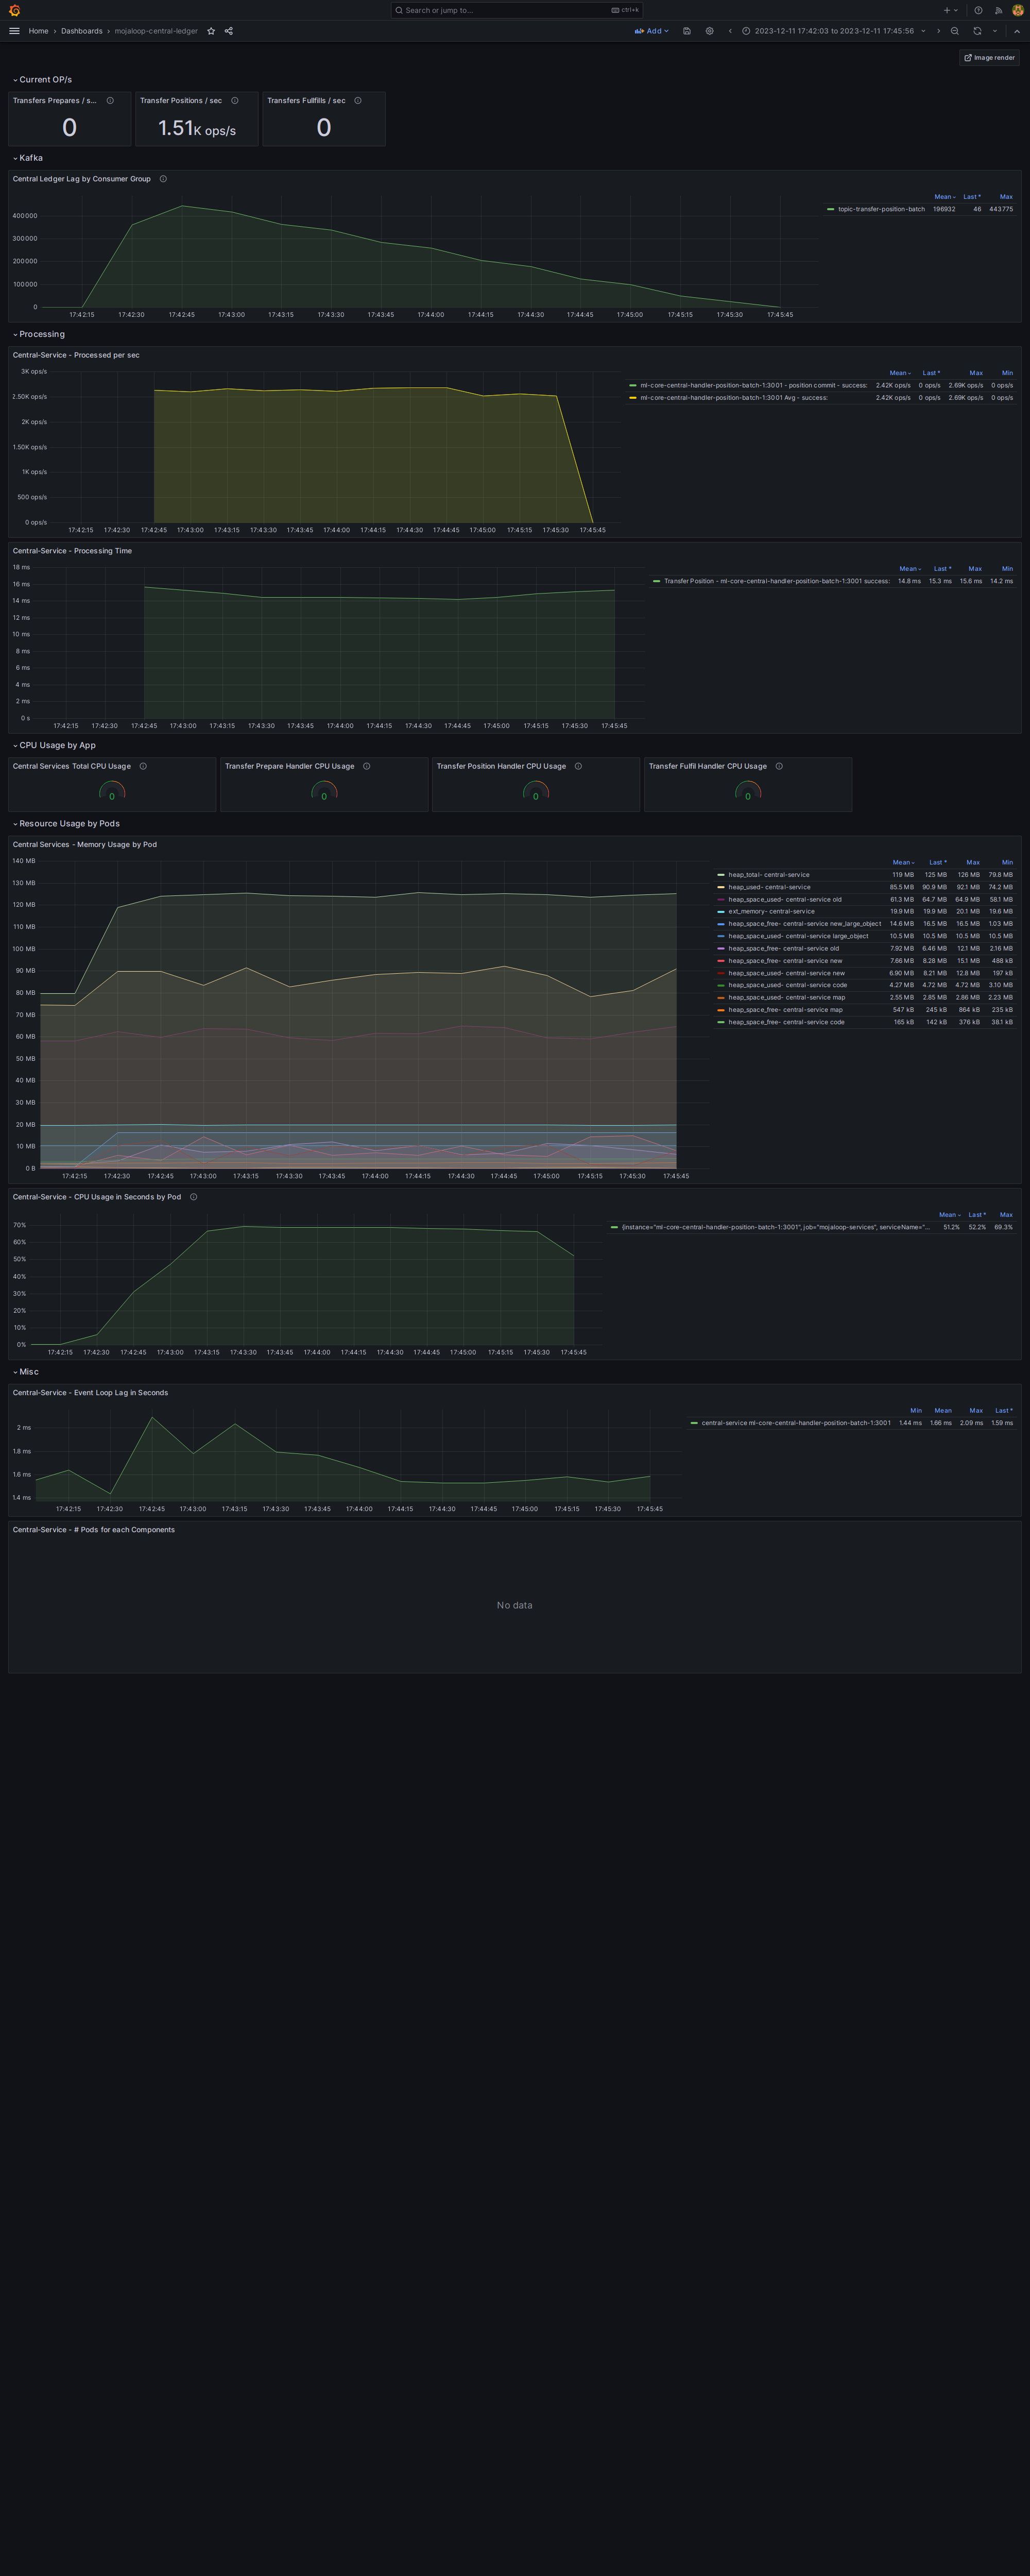 Search or jump to...
ctrl+k
Home › Dashboards › mojaloop-central-ledger
Add
2023-12-11 17:42:03 to 2023-12-11 17:45:56
Image render
Current OP/s
Transfers Prepares / s...
Transfer Positions / sec
Transfers Fullfills / sec
0
1.51K ops/s
0
Kafka
Central Ledger Lag by Consumer Group
Mean Last * Max
topic-transfer-position-batch 196932 46 443775
400000
300000
200000
100000
0
17:42:15 17:42:30 17:42:45 17:43:00 17:43:15 17:43:30 17:43:45 17:44:00 17:44:15 17:44:30 17:44:45 17:45:00 17:45:15 17:45:30 17:45:45
Processing
Central-Service - Processed per sec
Mean Last * Max Min
ml-core-central-handler-position-batch-1:3001 - position commit - success: 2.42K ops/s 0 ops/s 2.69K ops/s 0 ops/s
ml-core-central-handler-position-batch-1:3001 Avg - success: 2.42K ops/s 0 ops/s 2.69K ops/s 0 ops/s
3K ops/s
2.50K ops/s
2K ops/s
1.50K ops/s
1K ops/s
500 ops/s
0 ops/s
17:42:15 17:42:30 17:42:45 17:43:00 17:43:15 17:43:30 17:43:45 17:44:00 17:44:15 17:44:30 17:44:45 17:45:00 17:45:15 17:45:30 17:45:45
Central-Service - Processing Time
Mean Last * Max Min
Transfer Position - ml-core-central-handler-position-batch-1:3001 success: 14.8 ms 15.3 ms 15.6 ms 14.2 ms
18 ms
16 ms
14 ms
12 ms
10 ms
8 ms
6 ms
4 ms
2 ms
0 s
17:42:15 17:42:30 17:42:45 17:43:00 17:43:15 17:43:30 17:43:45 17:44:00 17:44:15 17:44:30 17:44:45 17:45:00 17:45:15 17:45:30 17:45:45
CPU Usage by App
Central Services Total CPU Usage
Transfer Prepare Handler CPU Usage
Transfer Position Handler CPU Usage
Transfer Fulfil Handler CPU Usage
0
0
0
0
Resource Usage by Pods
Central Services - Memory Usage by Pod
Mean Last * Max Min
heap_total- central-service 119 MB 125 MB 126 MB 79.8 MB
heap_used- central-service 85.5 MB 90.9 MB 92.1 MB 74.2 MB
heap_space_used- central-service old 61.3 MB 64.7 MB 64.9 MB 58.1 MB
ext_memory- central-service 19.9 MB 19.9 MB 20.1 MB 19.6 MB
heap_space_free- central-service new_large_object 14.6 MB 16.5 MB 16.5 MB 1.03 MB
heap_space_used- central-service large_object 10.5 MB 10.5 MB 10.5 MB 10.5 MB
heap_space_free- central-service old 7.92 MB 6.46 MB 12.1 MB 2.16 MB
heap_space_free- central-service new 7.66 MB 8.28 MB 15.1 MB 488 kB
heap_space_used- central-service new 6.90 MB 8.21 MB 12.8 MB 197 kB
heap_space_used- central-service code 4.27 MB 4.72 MB 4.72 MB 3.10 MB
heap_space_used- central-service map 2.55 MB 2.85 MB 2.86 MB 2.23 MB
heap_space_free- central-service map 547 kB 245 kB 864 kB 235 kB
heap_space_free- central-service code 165 kB 142 kB 376 kB 38.1 kB
140 MB
130 MB
120 MB
110 MB
100 MB
90 MB
80 MB
70 MB
60 MB
50 MB
40 MB
30 MB
20 MB
10 MB
0 B
17:42:15 17:42:30 17:42:45 17:43:00 17:43:15 17:43:30 17:43:45 17:44:00 17:44:15 17:44:30 17:44:45 17:45:00 17:45:15 17:45:30 17:45:45
Central-Service - CPU Usage in Seconds by Pod
Mean Last * Max
{instance="ml-core-central-handler-position-batch-1:3001", job="mojaloop-services", serviceName="... 51.2% 52.2% 69.3%
70%
60%
50%
40%
30%
20%
10%
0%
17:42:15 17:42:30 17:42:45 17:43:00 17:43:15 17:43:30 17:43:45 17:44:00 17:44:15 17:44:30 17:44:45 17:45:00 17:45:15 17:45:30 17:45:45
Misc
Central-Service - Event Loop Lag in Seconds
Min Mean Max Last *
central-service ml-core-central-handler-position-batch-1:3001 1.44 ms 1.66 ms 2.09 ms 1.59 ms
2 ms
1.8 ms
1.6 ms
1.4 ms
17:42:15 17:42:30 17:42:45 17:43:00 17:43:15 17:43:30 17:43:45 17:44:00 17:44:15 17:44:30 17:44:45 17:45:00 17:45:15 17:45:30 17:45:45
Central-Service - # Pods for each Components
No data